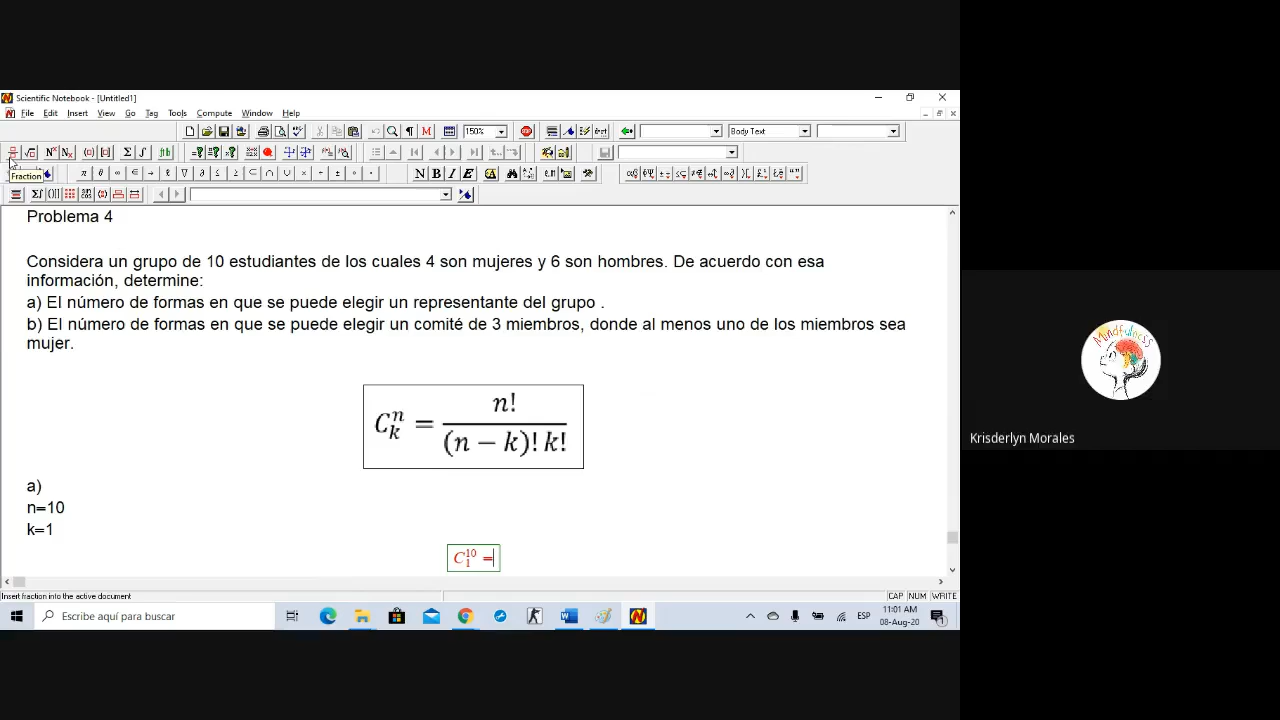 Scientific Notebook - [Untitled1]
File Edit Insert View Go Tag Tools Compute Window Help
150% Body Text
Fraction
Problema 4
Considera un grupo de 10 estudiantes de los cuales 4 son mujeres y 6 son hombres. De acuerdo con esa
información, determine:
a) El número de formas en que se puede elegir un representante del grupo .
b) El número de formas en que se puede elegir un comité de 3 miembros, donde al menos uno de los miembros sea
mujer.
C_k^n = n! / (n − k)! k!
a)
n=10
k=1
C_1^10 =
Insert fraction into the active document
CAP NUM WRITE
Escribe aquí para buscar
ESP
11:01 AM
08-Aug-20
Mindfulness
Krisderlyn Morales